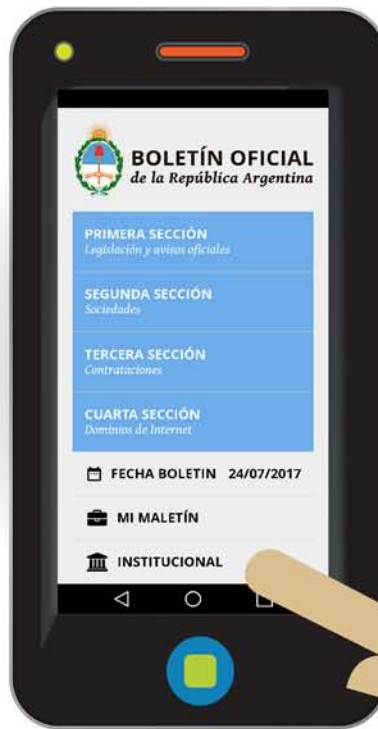 BOLETÍN OFICIAL
de la República Argentina
PRIMERA SECCIÓN
Legislación y avisos oficiales
SEGUNDA SECCIÓN
Sociedades
TERCERA SECCIÓN
Contrataciones
CUARTA SECCIÓN
Dominios de Internet
FECHA BOLETIN 24/07/2017
MI MALETÍN
INSTITUCIONAL